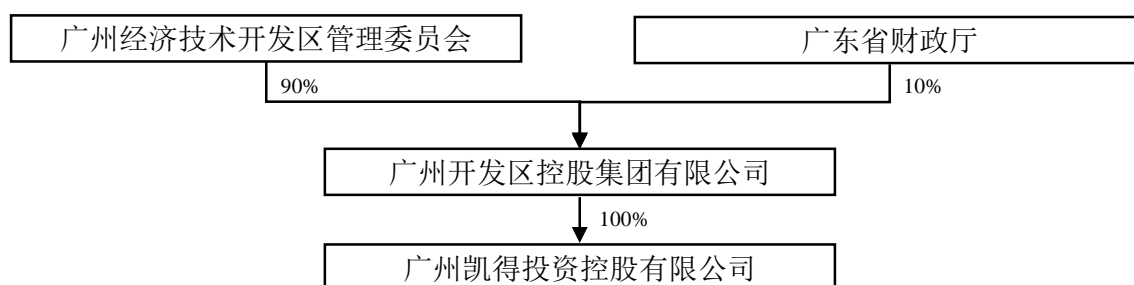 广州经济技术开发区管理委员会
广东省财政厅
90%
10%
广州开发区控股集团有限公司
100%
广州凯得投资控股有限公司